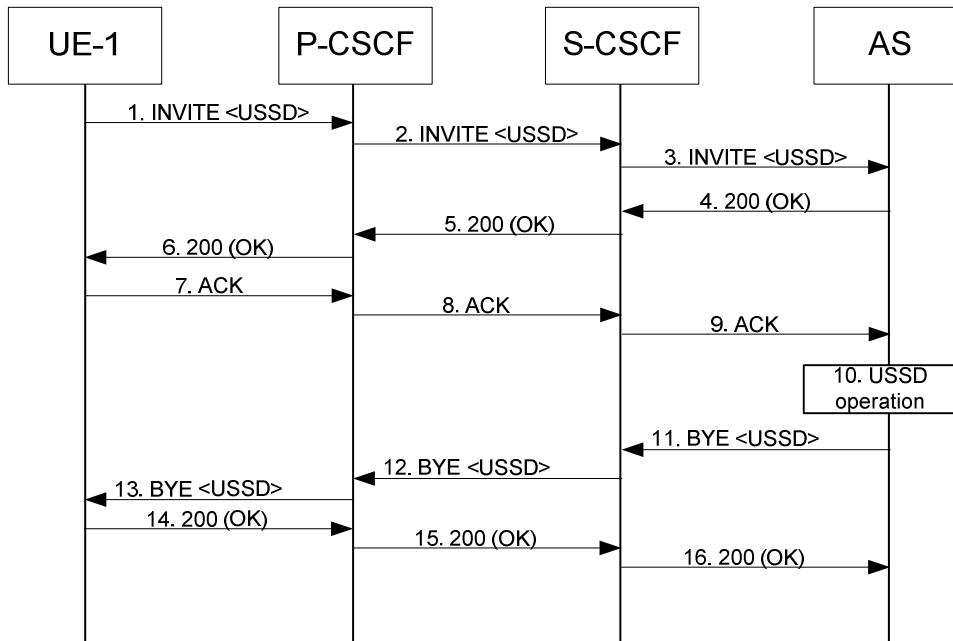 UE-1
P-CSCF
S-CSCF
AS
1. INVITE <USSD>
2. INVITE <USSD>
3. INVITE <USSD>
4. 200 (OK)
5. 200 (OK)
6. 200 (OK)
7. ACK
8. ACK
9. ACK
10. USSD
operation
11. BYE <USSD>
12. BYE <USSD>
13. BYE <USSD>
14. 200 (OK)
15. 200 (OK)
16. 200 (OK)